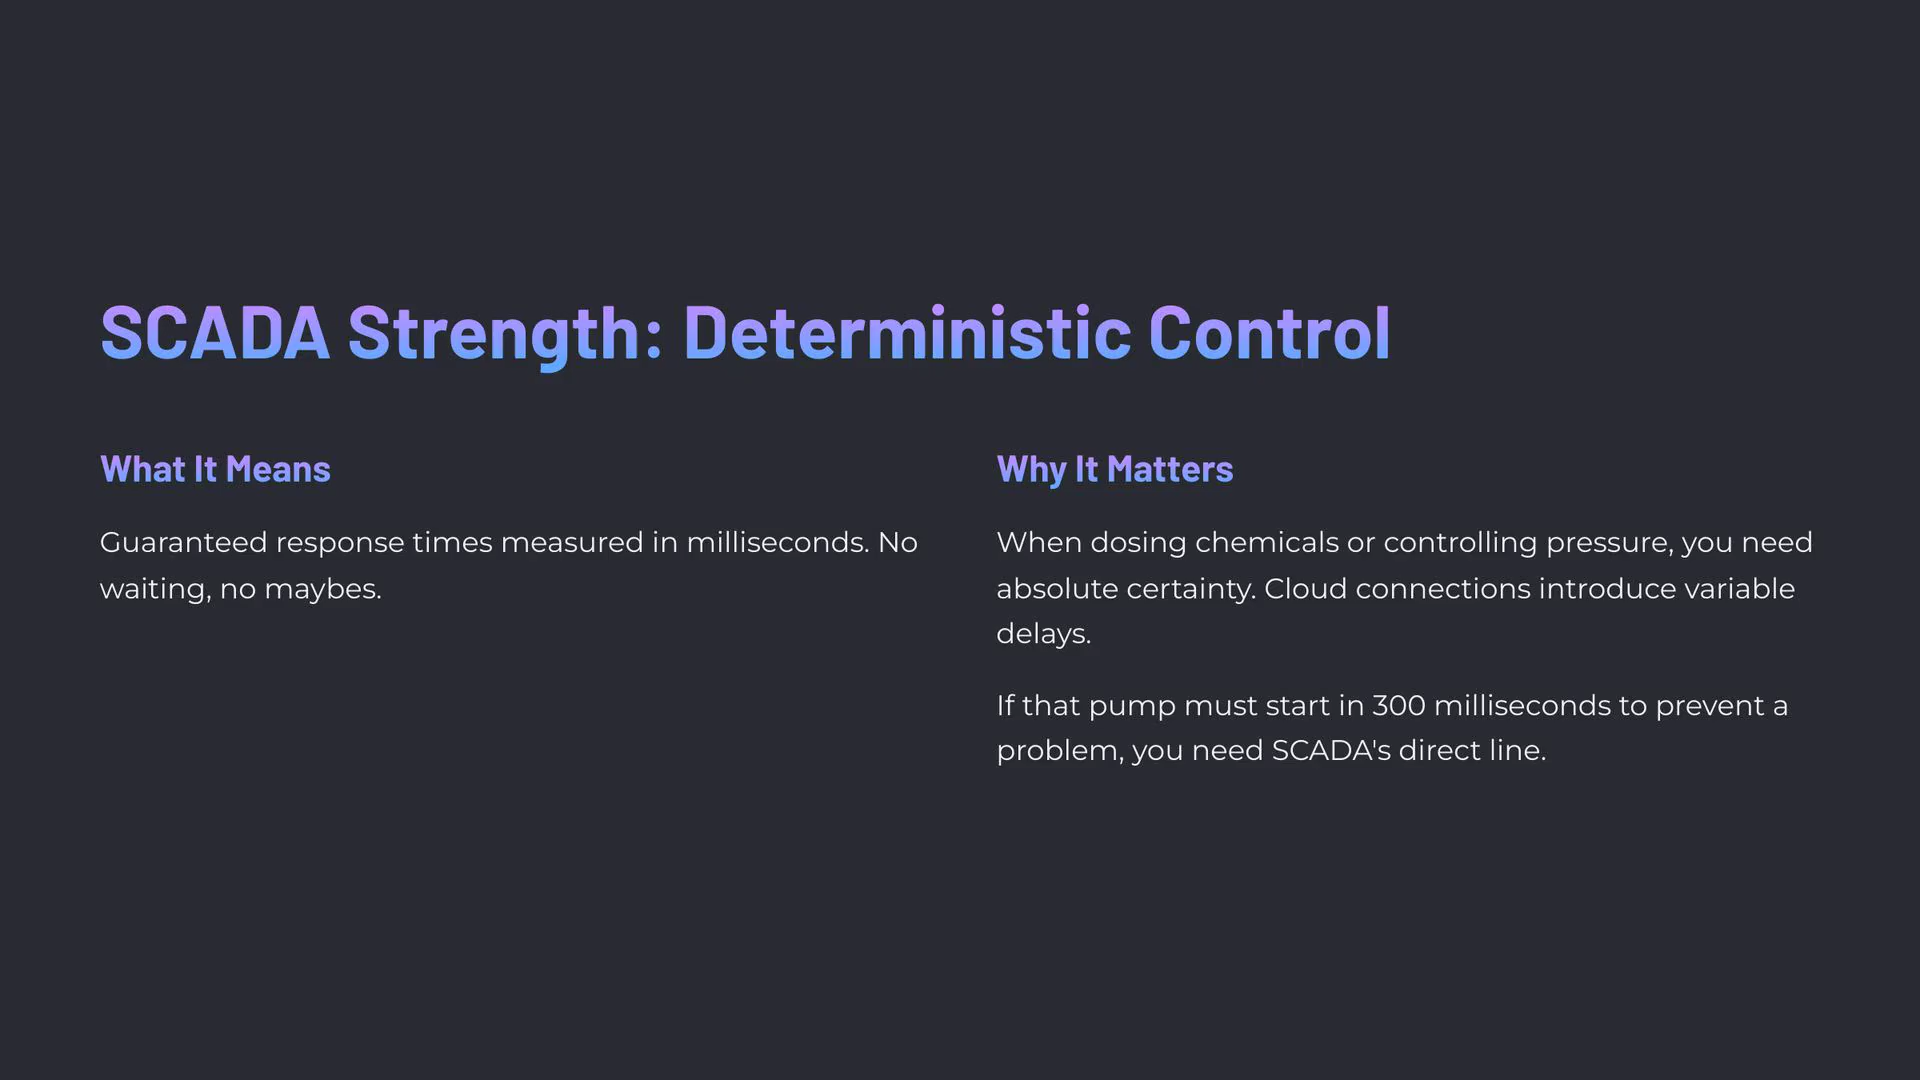 SCADA Strength: Deterministic Control
What It Means
Guaranteed response times measured in milliseconds. No
waiting, no maybes.
Why It Matters
When dosing chemicals or controlling pressure, you need
absolute certainty. Cloud connections introduce variable
delays.
If that pump must start in 300 milliseconds to prevent a
problem, you need SCADA's direct line.